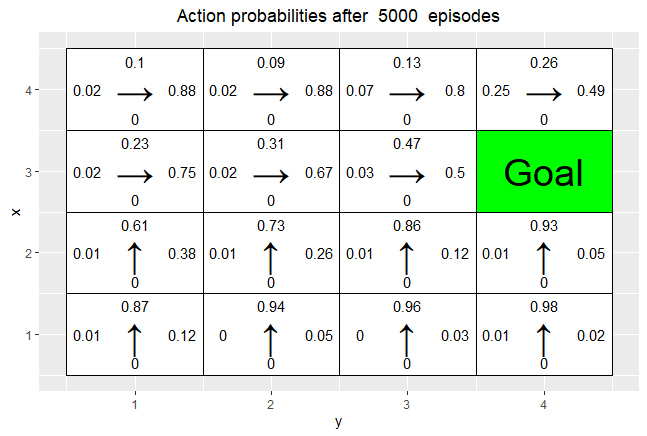 Action probabilities after 5000 episodes
0.1 0.09 0.13 0.26
4 0.02 → 0.88 0.02 → 0.88 0.07 → 0.8 0.25 → 0.49
0 0 0 0
0.23 0.31 0.47
3 0.02 → 0.75 0.02 → 0.67 0.03 → 0.5 Goal
0 0 0
0.61 0.73 0.86 0.93
2 0.01 ↑ 0.38 0.01 ↑ 0.26 0.01 ↑ 0.12 0.01 ↑ 0.05
0 0 0 0
0.87 0.94 0.96 0.98
1 0.01 ↑ 0.12 0 ↑ 0.05 0 ↑ 0.03 0.01 ↑ 0.02
0 0 0 0
x
1 2 3 4
y